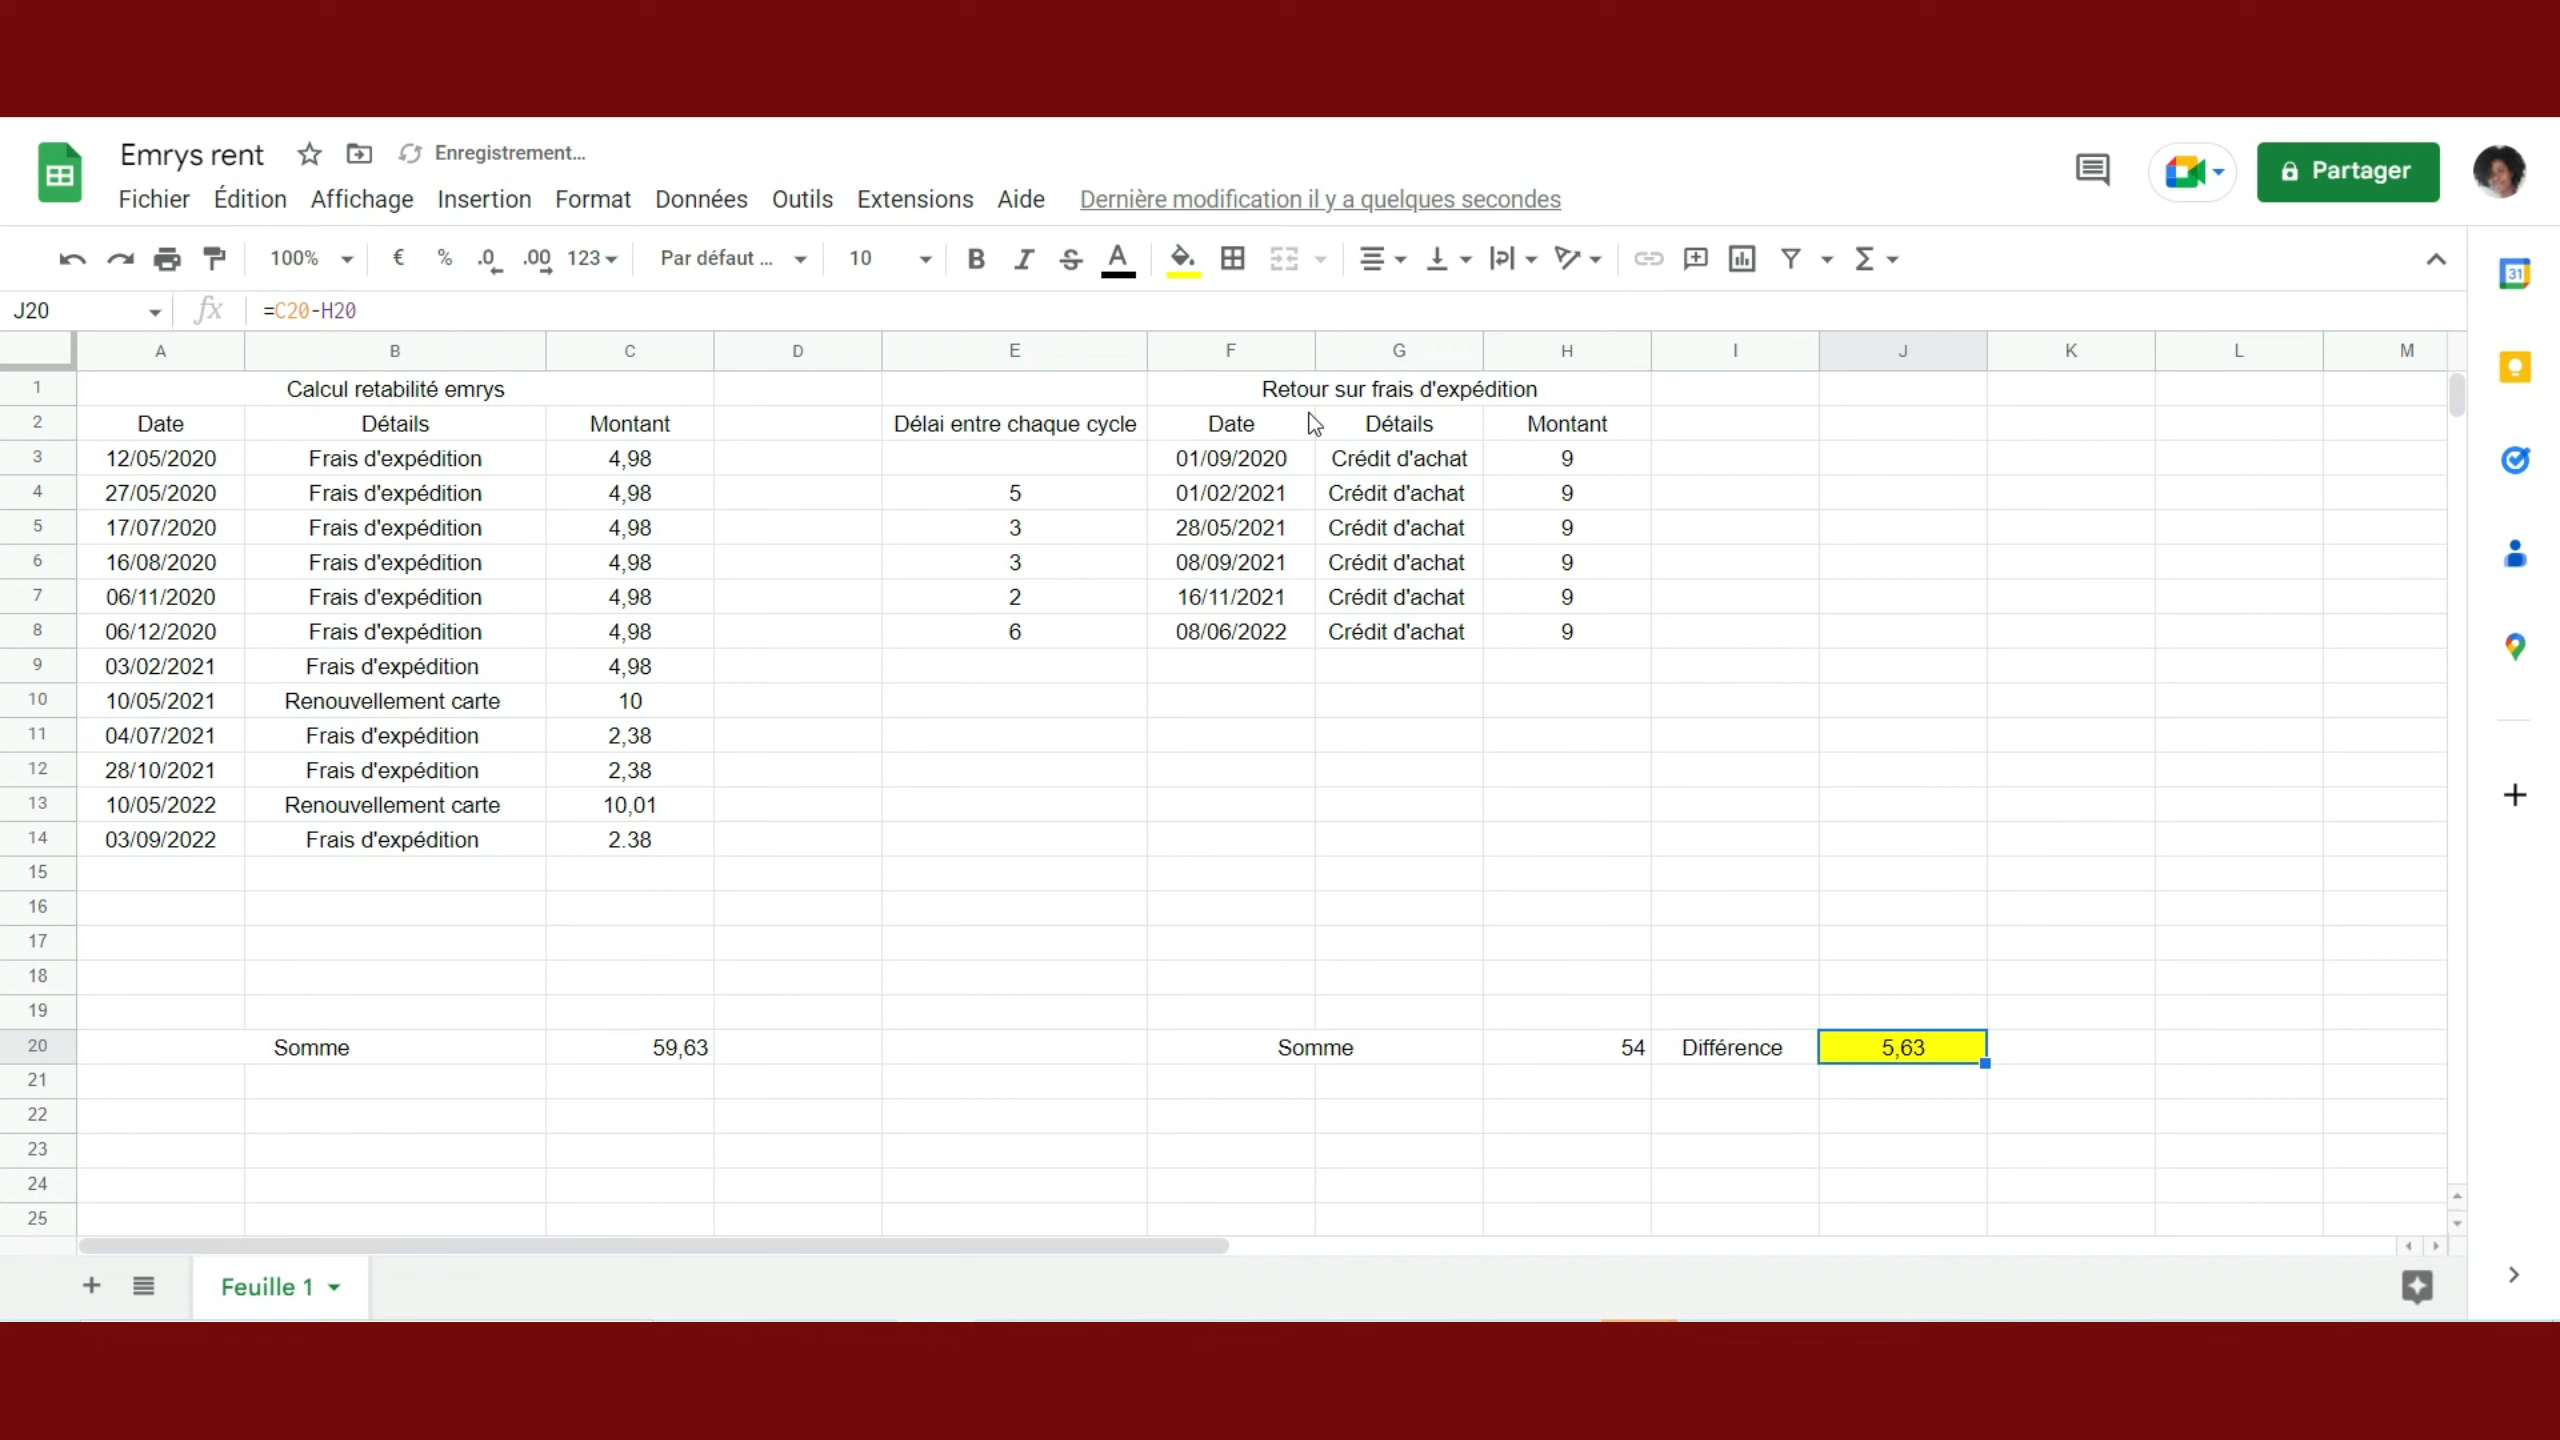 Emrys rent Enregistrement...
Fichier Édition Affichage Insertion Format Données Outils Extensions Aide Dernière modification il y a quelques secondes
Partager
100% € % .0 .00 123 Par défaut ... 10 B I S A
31
J20 fx =C20-H20
A B C D E F G H I J K L M
1 Calcul retabilité emrys Retour sur frais d'expédition
2 Date Détails Montant Délai entre chaque cycle Date Détails Montant
3 12/05/2020 Frais d'expédition 4,98 01/09/2020 Crédit d'achat 9
4 27/05/2020 Frais d'expédition 4,98 5 01/02/2021 Crédit d'achat 9
5 17/07/2020 Frais d'expédition 4,98 3 28/05/2021 Crédit d'achat 9
6 16/08/2020 Frais d'expédition 4,98 3 08/09/2021 Crédit d'achat 9
7 06/11/2020 Frais d'expédition 4,98 2 16/11/2021 Crédit d'achat 9
8 06/12/2020 Frais d'expédition 4,98 6 08/06/2022 Crédit d'achat 9
9 03/02/2021 Frais d'expédition 4,98
10 10/05/2021 Renouvellement carte 10
11 04/07/2021 Frais d'expédition 2,38
12 28/10/2021 Frais d'expédition 2,38
13 10/05/2022 Renouvellement carte 10,01
14 03/09/2022 Frais d'expédition 2.38
15
16
17
18
19
20 Somme 59,63 Somme 54 Différence 5,63
21
22
23
24
25
Feuille 1